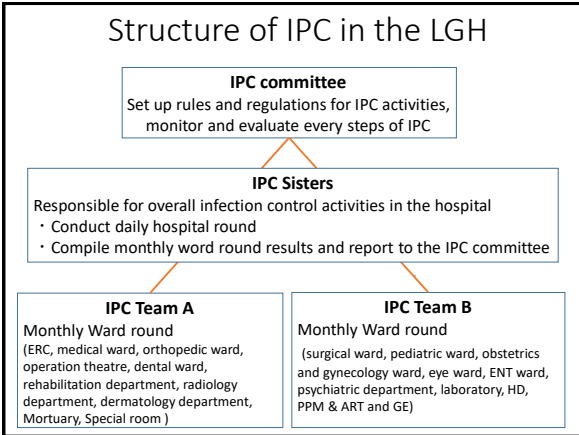 Structure of IPC in the LGH
IPC committee
Set up rules and regulations for IPC activities,
monitor and evaluate every steps of IPC
IPC Sisters
Responsible for overall infection control activities in the hospital
・Conduct daily hospital round
・Compile monthly word round results and report to the IPC committee
IPC Team A
Monthly Ward round
(ERC, medical ward, orthopedic ward,
operation theatre, dental ward,
rehabilitation department, radiology
department, dermatology department,
Mortuary, Special room )
IPC Team B
Monthly Ward round
(surgical ward, pediatric ward, obstetrics
and gynecology ward, eye ward, ENT ward,
psychiatric department, laboratory, HD,
PPM & ART and GE)